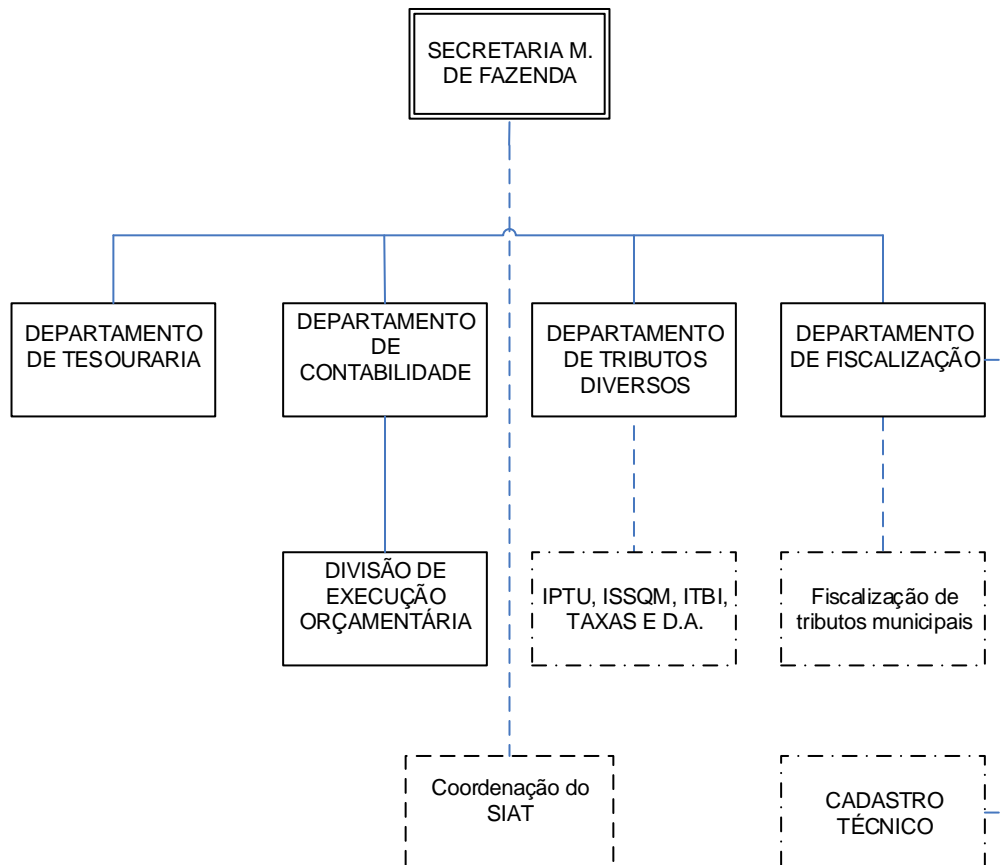 SECRETARIA M.
DE FAZENDA
DEPARTAMENTO
DE TESOURARIA
DEPARTAMENTO
DE
CONTABILIDADE
DEPARTAMENTO
DE TRIBUTOS
DIVERSOS
DEPARTAMENTO
DE FISCALIZAÇÃO
DIVISÃO DE
EXECUÇÃO
ORÇAMENTÁRIA
IPTU, ISSQM, ITBI,
TAXAS E D.A.
Fiscalização de
tributos municipais
Coordenação do
SIAT
CADASTRO
TÉCNICO